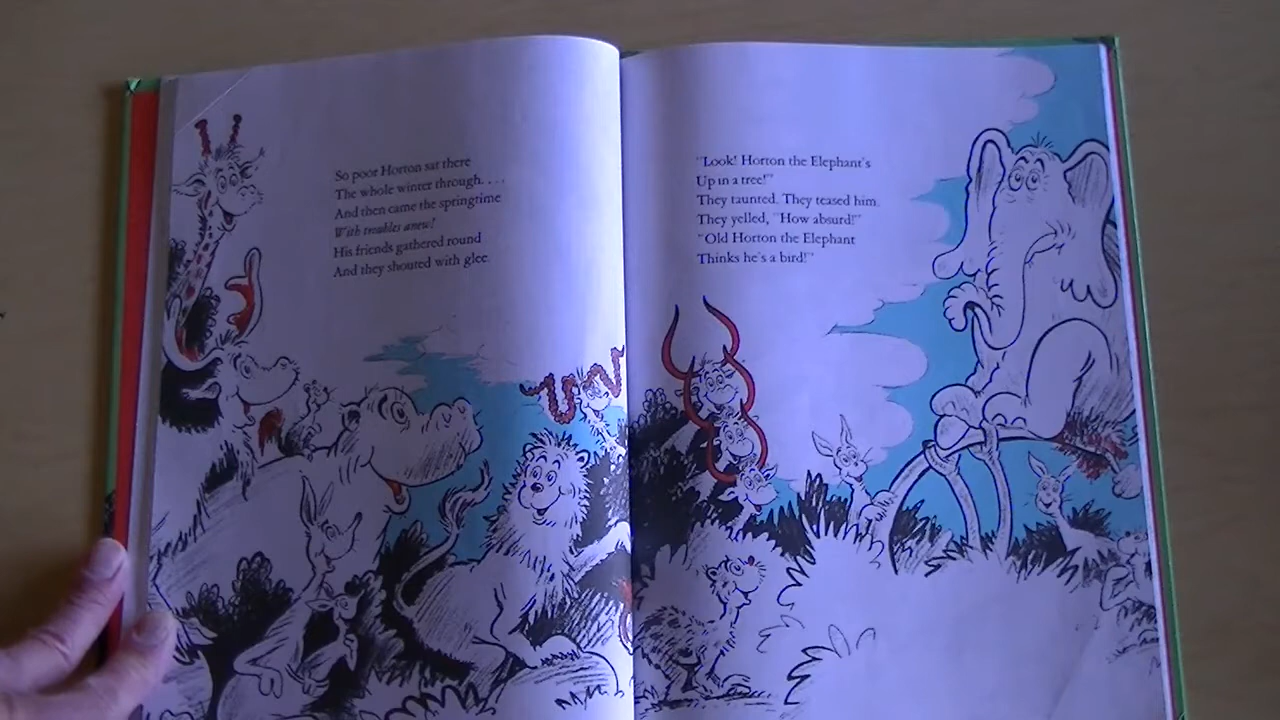 So poor Horton sat there
The whole winter through. . . .
And then came the springtime
With troubles anew!
His friends gathered round
And they shouted with glee.
"Look! Horton the Elephant's
Up in a tree!"
They taunted. They teased him.
They yelled, "How absurd!"
"Old Horton the Elephant
Thinks he's a bird!"